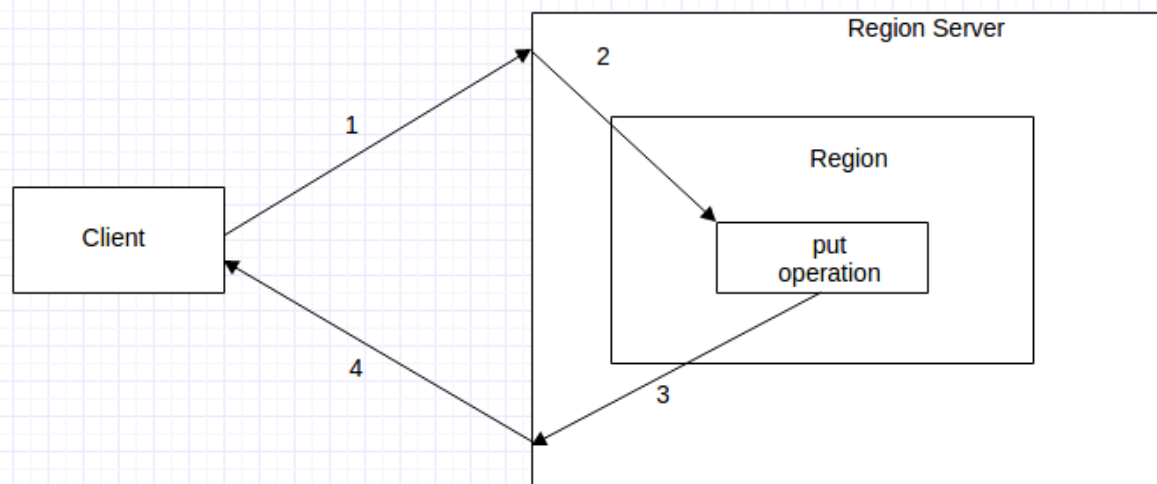 Region Server
2
1
Region
Client
put
operation
4
3